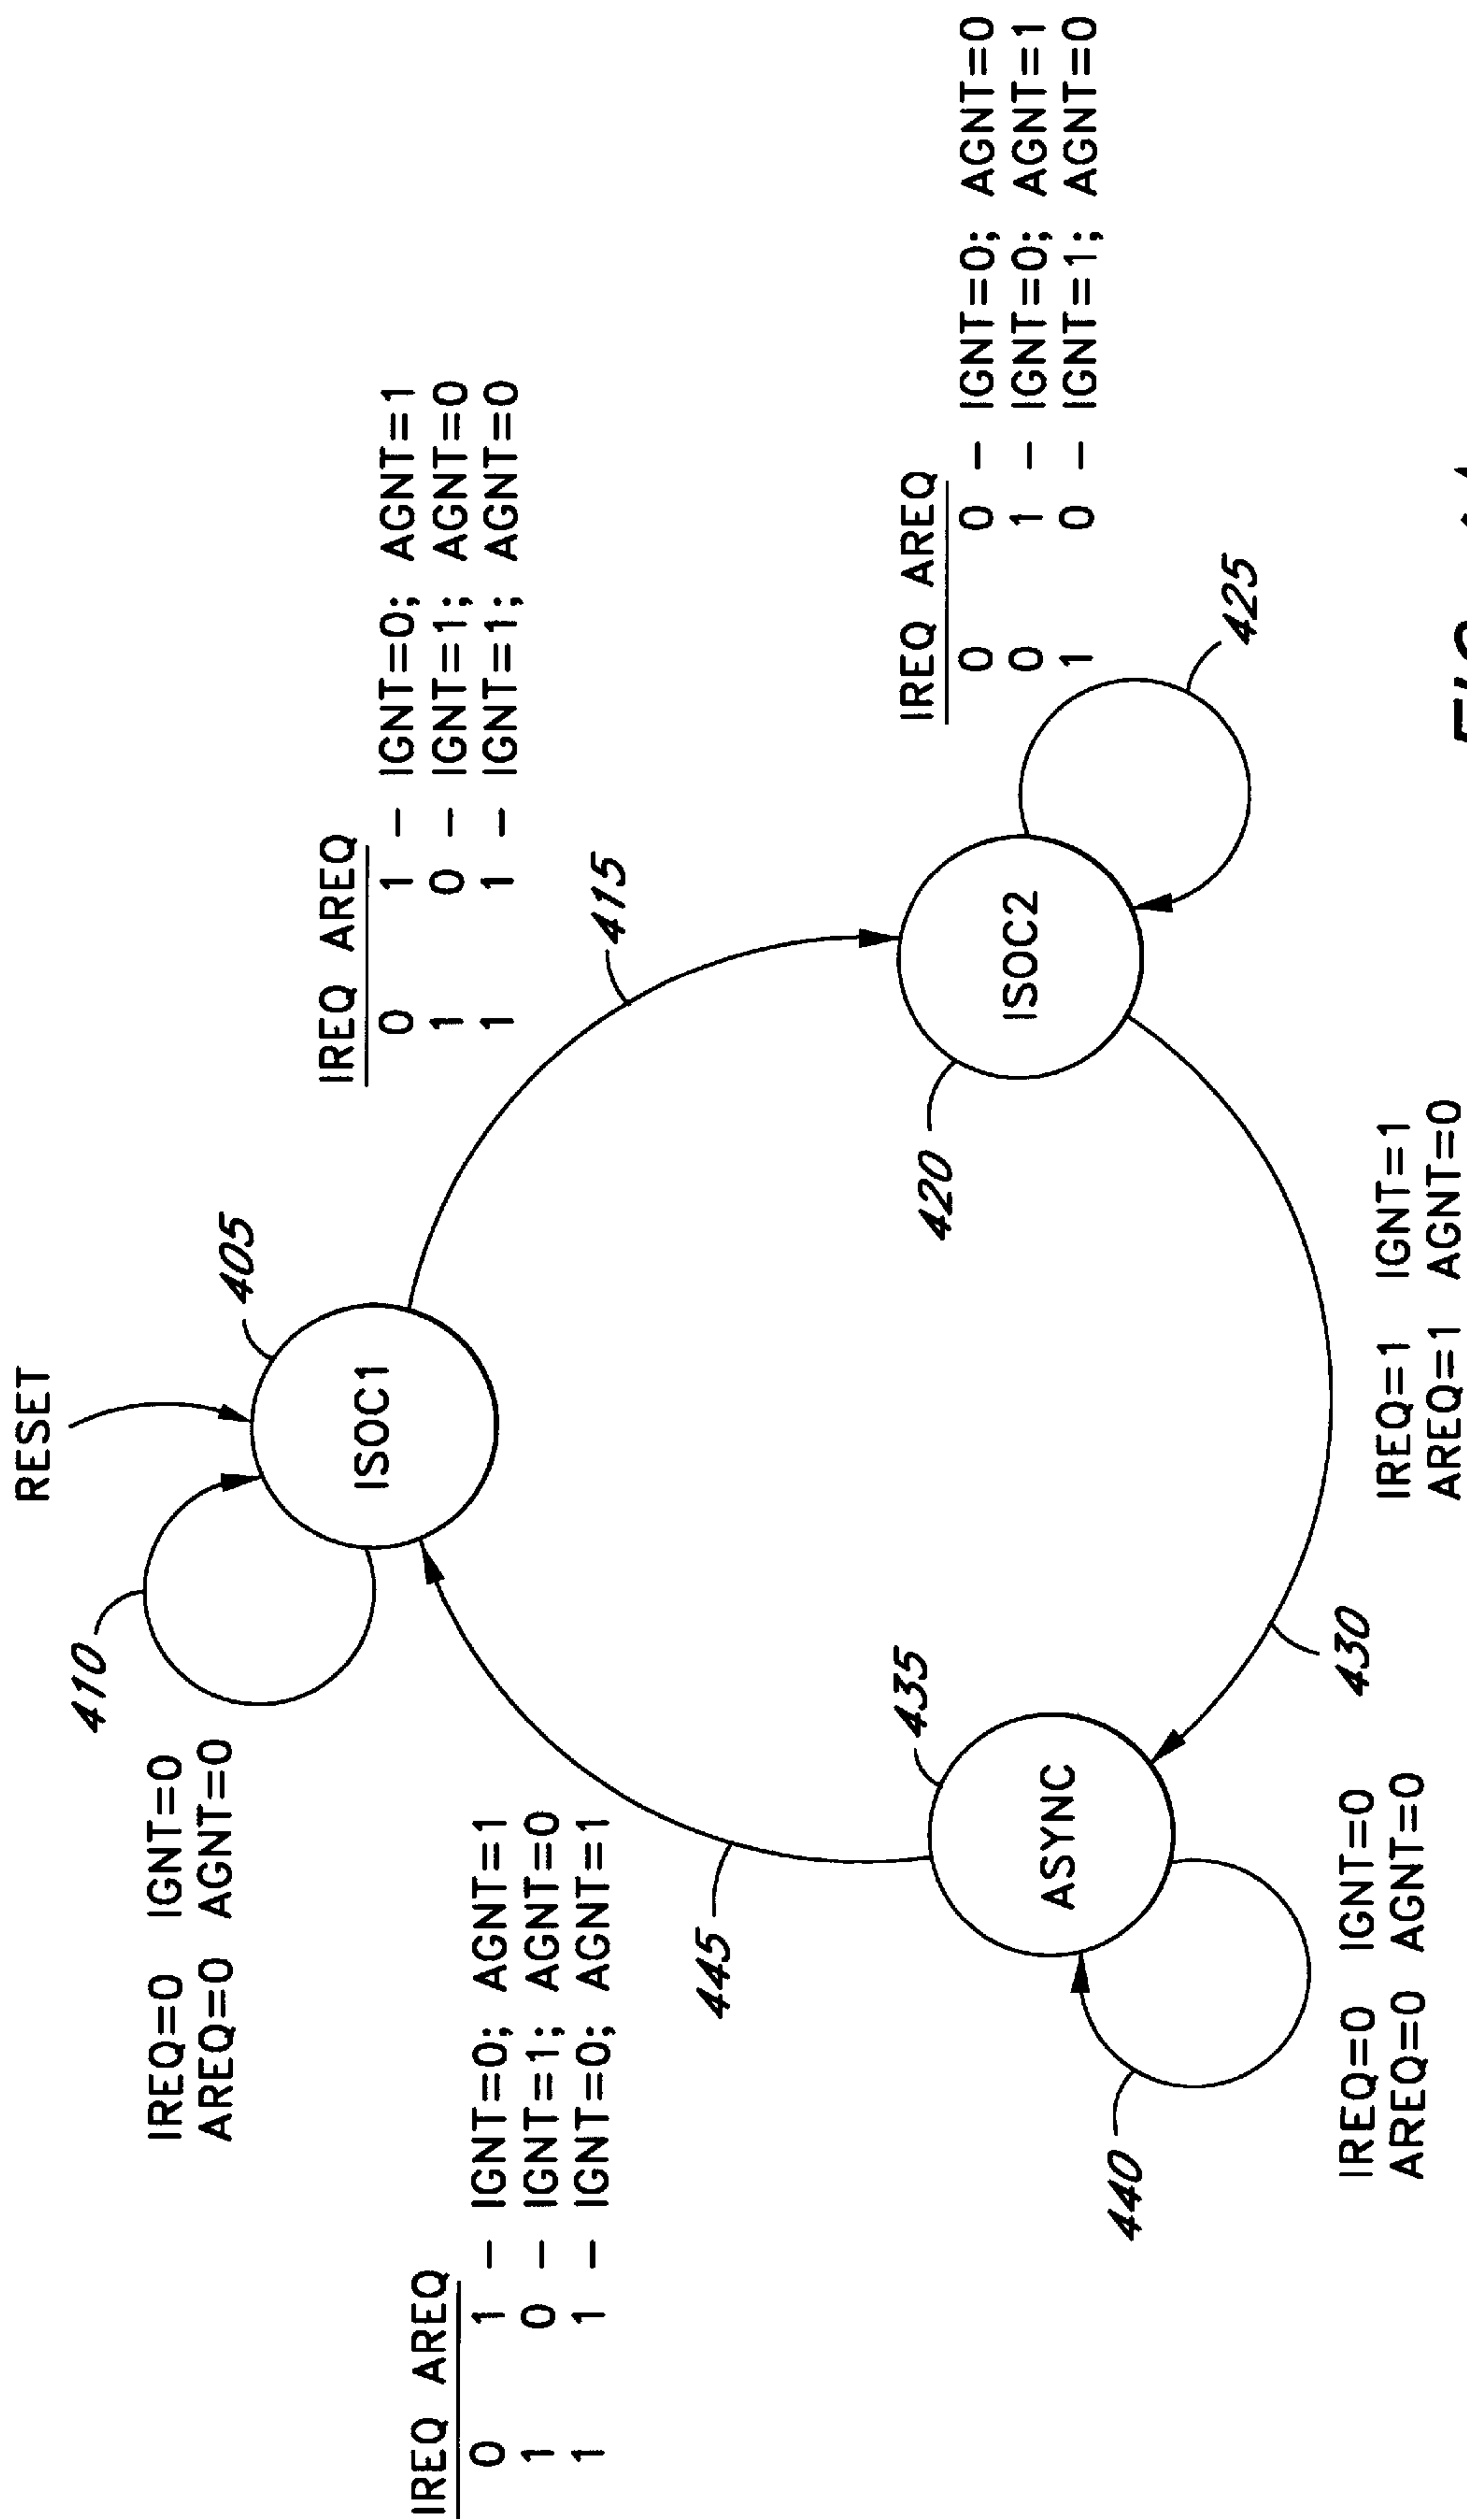 RESET
410
405
IREQ=0 IGNT=0
AREQ=0 AGNT=0
ISOC1
IREQ AREQ
0 1 – IGNT=0; AGNT=1
1 0 – IGNT=1; AGNT=0
1 1 – IGNT=1; AGNT=0
415
IREQ AREQ
0 1 – IGNT=0; AGNT=1
1 0 – IGNT=1; AGNT=0
1 1 – IGNT=0; AGNT=1
445
435
420
ASYNC
ISOC2
IREQ AREQ
0 0 – IGNT=0; AGNT=0
0 1 – IGNT=0; AGNT=1
1 0 – IGNT=1; AGNT=0
425
440
430
IREQ=0 IGNT=0
AREQ=0 AGNT=0
IREQ=1 IGNT=1
AREQ=1 AGNT=0